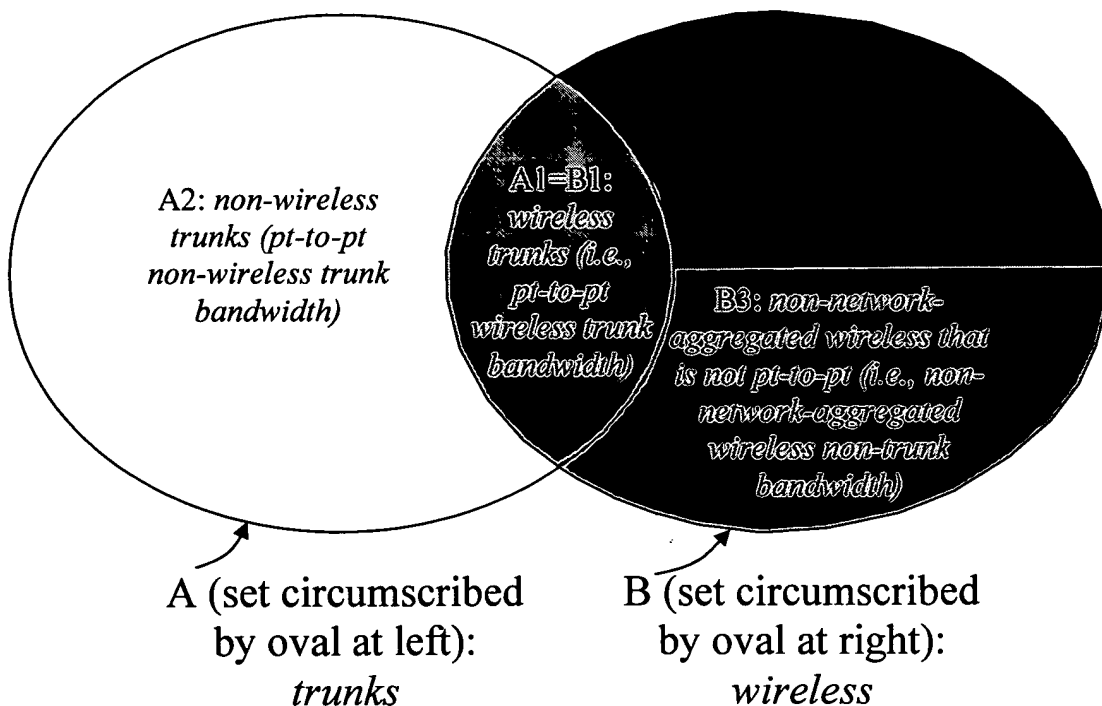 A2: non-wireless
trunks (pt-to-pt
non-wireless trunk
bandwidth)
A1=B1:
wireless
trunks (i.e.,
pt-to-pt
wireless trunk
bandwidth)
B3: non-network-
aggregated wireless that
is not pt-to-pt (i.e., non-
network-aggregated
wireless non-trunk
bandwidth)
A (set circumscribed
by oval at left):
trunks
B (set circumscribed
by oval at right):
wireless